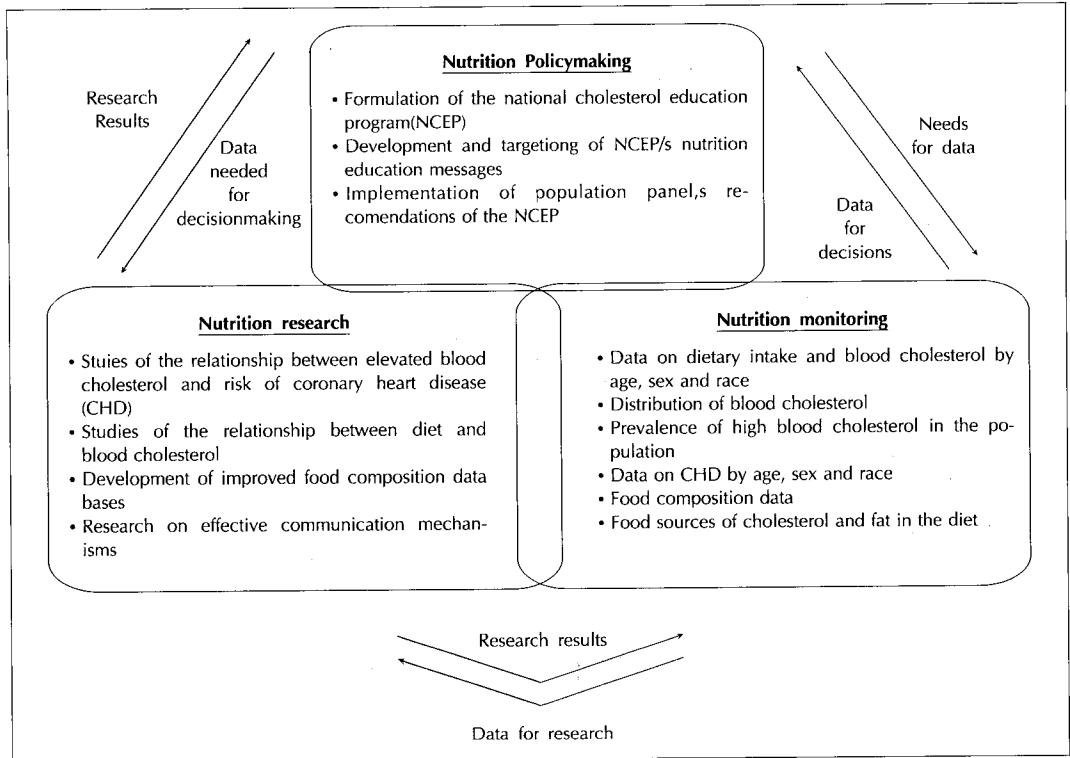 Nutrition Policymaking
• Formulation of the national cholesterol education
program(NCEP)
• Development and targetiong of NCEP/s nutrition
education messages
• Implementation of population panel,s re-
comendations of the NCEP
Research
Results
Data
needed
for
decisionmaking
Needs
for data
Data
for
decisions
Nutrition research
• Stuies of the relationship between elevated blood
cholesterol and risk of coronary heart disease
(CHD)
• Studies of the relationship between diet and
blood cholesterol
• Development of improved food composition data
bases
• Research on effective communication mechan-
isms
Nutrition monitoring
• Data on dietary intake and blood cholesterol by
age, sex and race
• Distribution of blood cholesterol
• Prevalence of high blood cholesterol in the po-
pulation
• Data on CHD by age, sex and race
• Food composition data
• Food sources of cholesterol and fat in the diet
Research results
Data for research